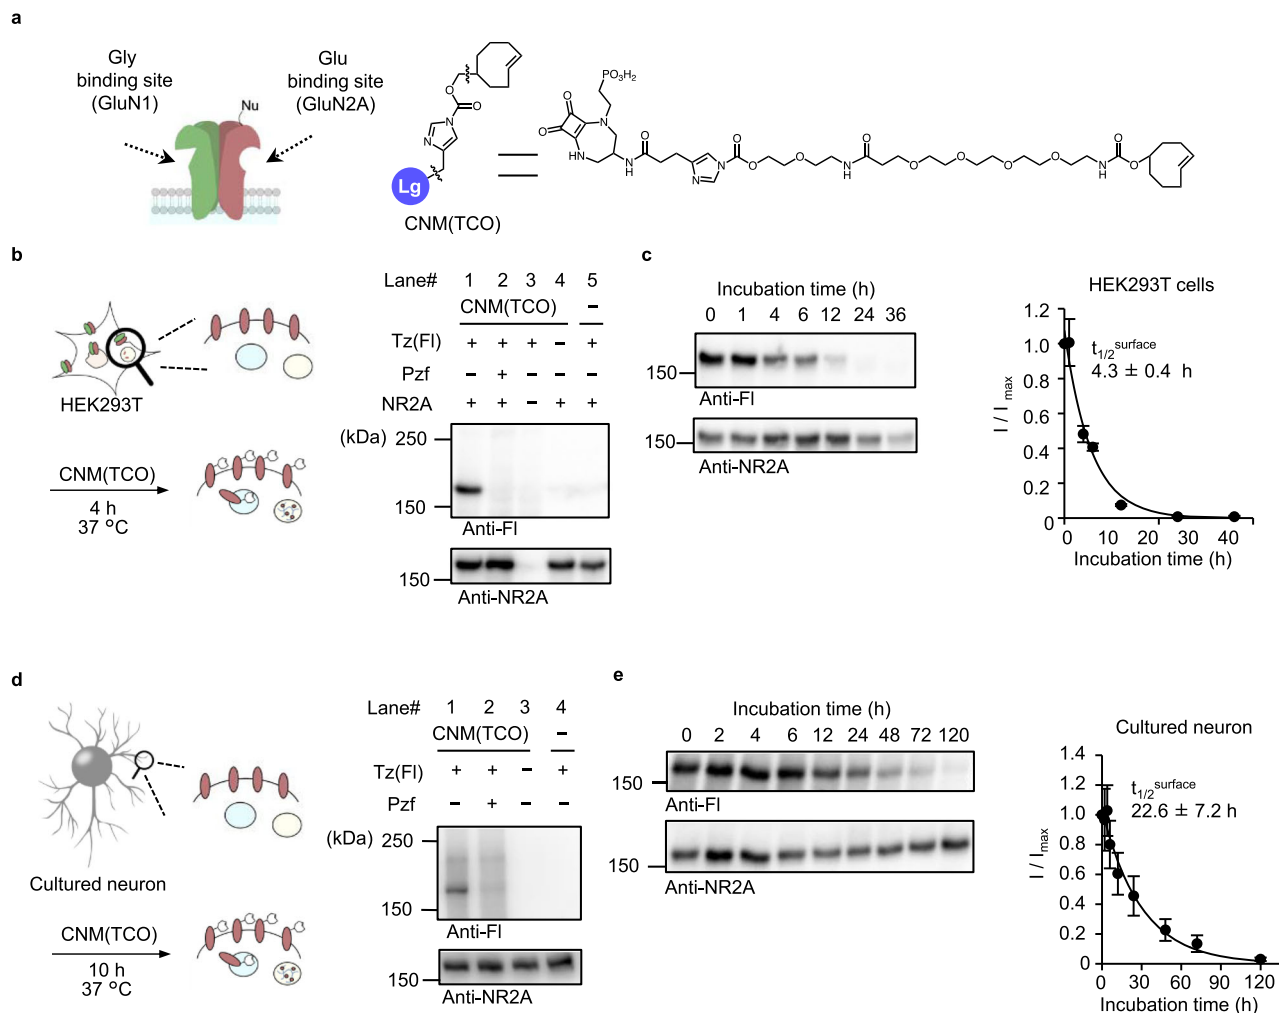 a
Gly
binding site
(GluN1)
Glu
binding site
(GluN2A)
Nu
O
O
N
N
Lg
CNM(TCO)
PO₃H₂
O
O
N
HN
N
H
O
N
N
O
O
O
H
N
O
O
O
O
O
H
N
O
O
b
HEK293T
CNM(TCO)
4 h
37 °C
Lane# 1 2 3 4 5
CNM(TCO) –
Tz(Fl) + + + – +
Pzf – + – – –
NR2A + + – + +
(kDa)
250
150
Anti-Fl
150
Anti-NR2A
c
Incubation time (h)
0 1 4 6 12 24 36
150
Anti-Fl
150
Anti-NR2A
HEK293T cells
t1/2surface
4.3 ± 0.4 h
I / Imax
1.2
1.0
0.8
0.6
0.4
0.2
0
0 10 20 30 40
Incubation time (h)
d
Cultured neuron
CNM(TCO)
10 h
37 °C
Lane# 1 2 3 4
CNM(TCO) –
Tz(Fl) + + – +
Pzf – + – –
(kDa)
250
150
Anti-Fl
150
Anti-NR2A
e
Incubation time (h)
0 2 4 6 12 24 48 72 120
150
Anti-Fl
150
Anti-NR2A
Cultured neuron
t1/2surface
22.6 ± 7.2 h
I / Imax
1.4
1.2
1.0
0.8
0.6
0.4
0.2
0
0 30 60 90 120
Incubation time (h)